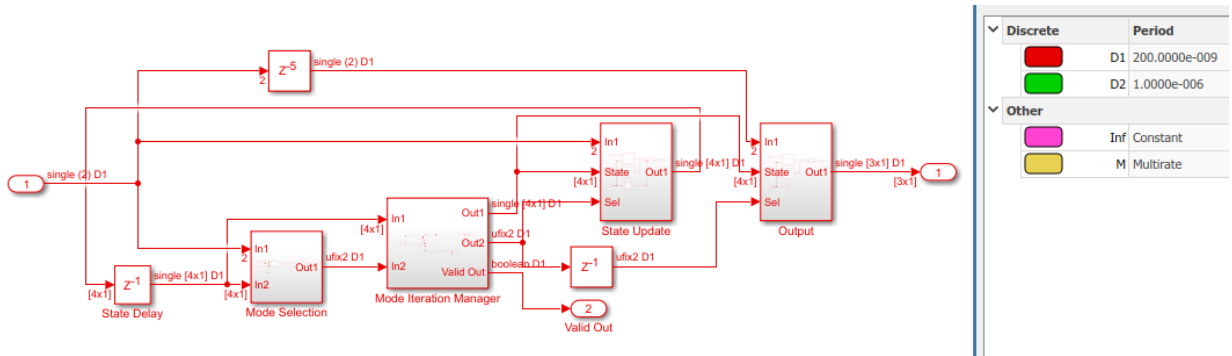 Z-5
2
single (2) D1
1
single (2) D1
In1
2
State
[4x1]
Sel
Out1
State Update
single [4x1] D1
In1
2
State
[4x1]
Sel
Out1
Output
single [3x1] D1
[3x1]
1
[4x1]
Z-1
State Delay
single [4x1] D1
In1
2
In2
[4x1]
Out1
Mode Selection
ufix2 D1
In1
[4x1]
In2
Out1
Out2
Valid Out
Mode Iteration Manager
single [4x1] D1
ufix2 D1
boolean D1
Z-1
ufix2 D1
2
Valid Out
Discrete Period
D1 200.0000e-009
D2 1.0000e-006
Other
Inf Constant
M Multirate